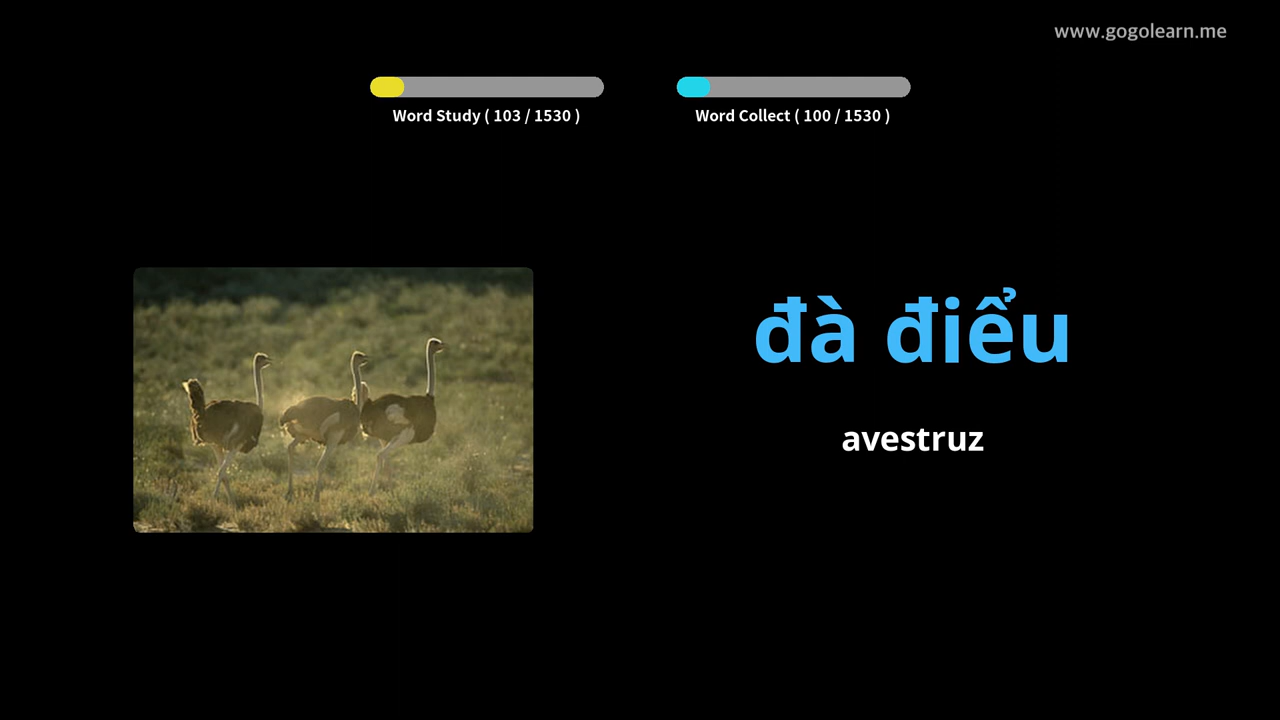 www.gogolearn.me
Word Study ( 103 / 1530 )
Word Collect ( 100 / 1530 )
đà điểu
avestruz